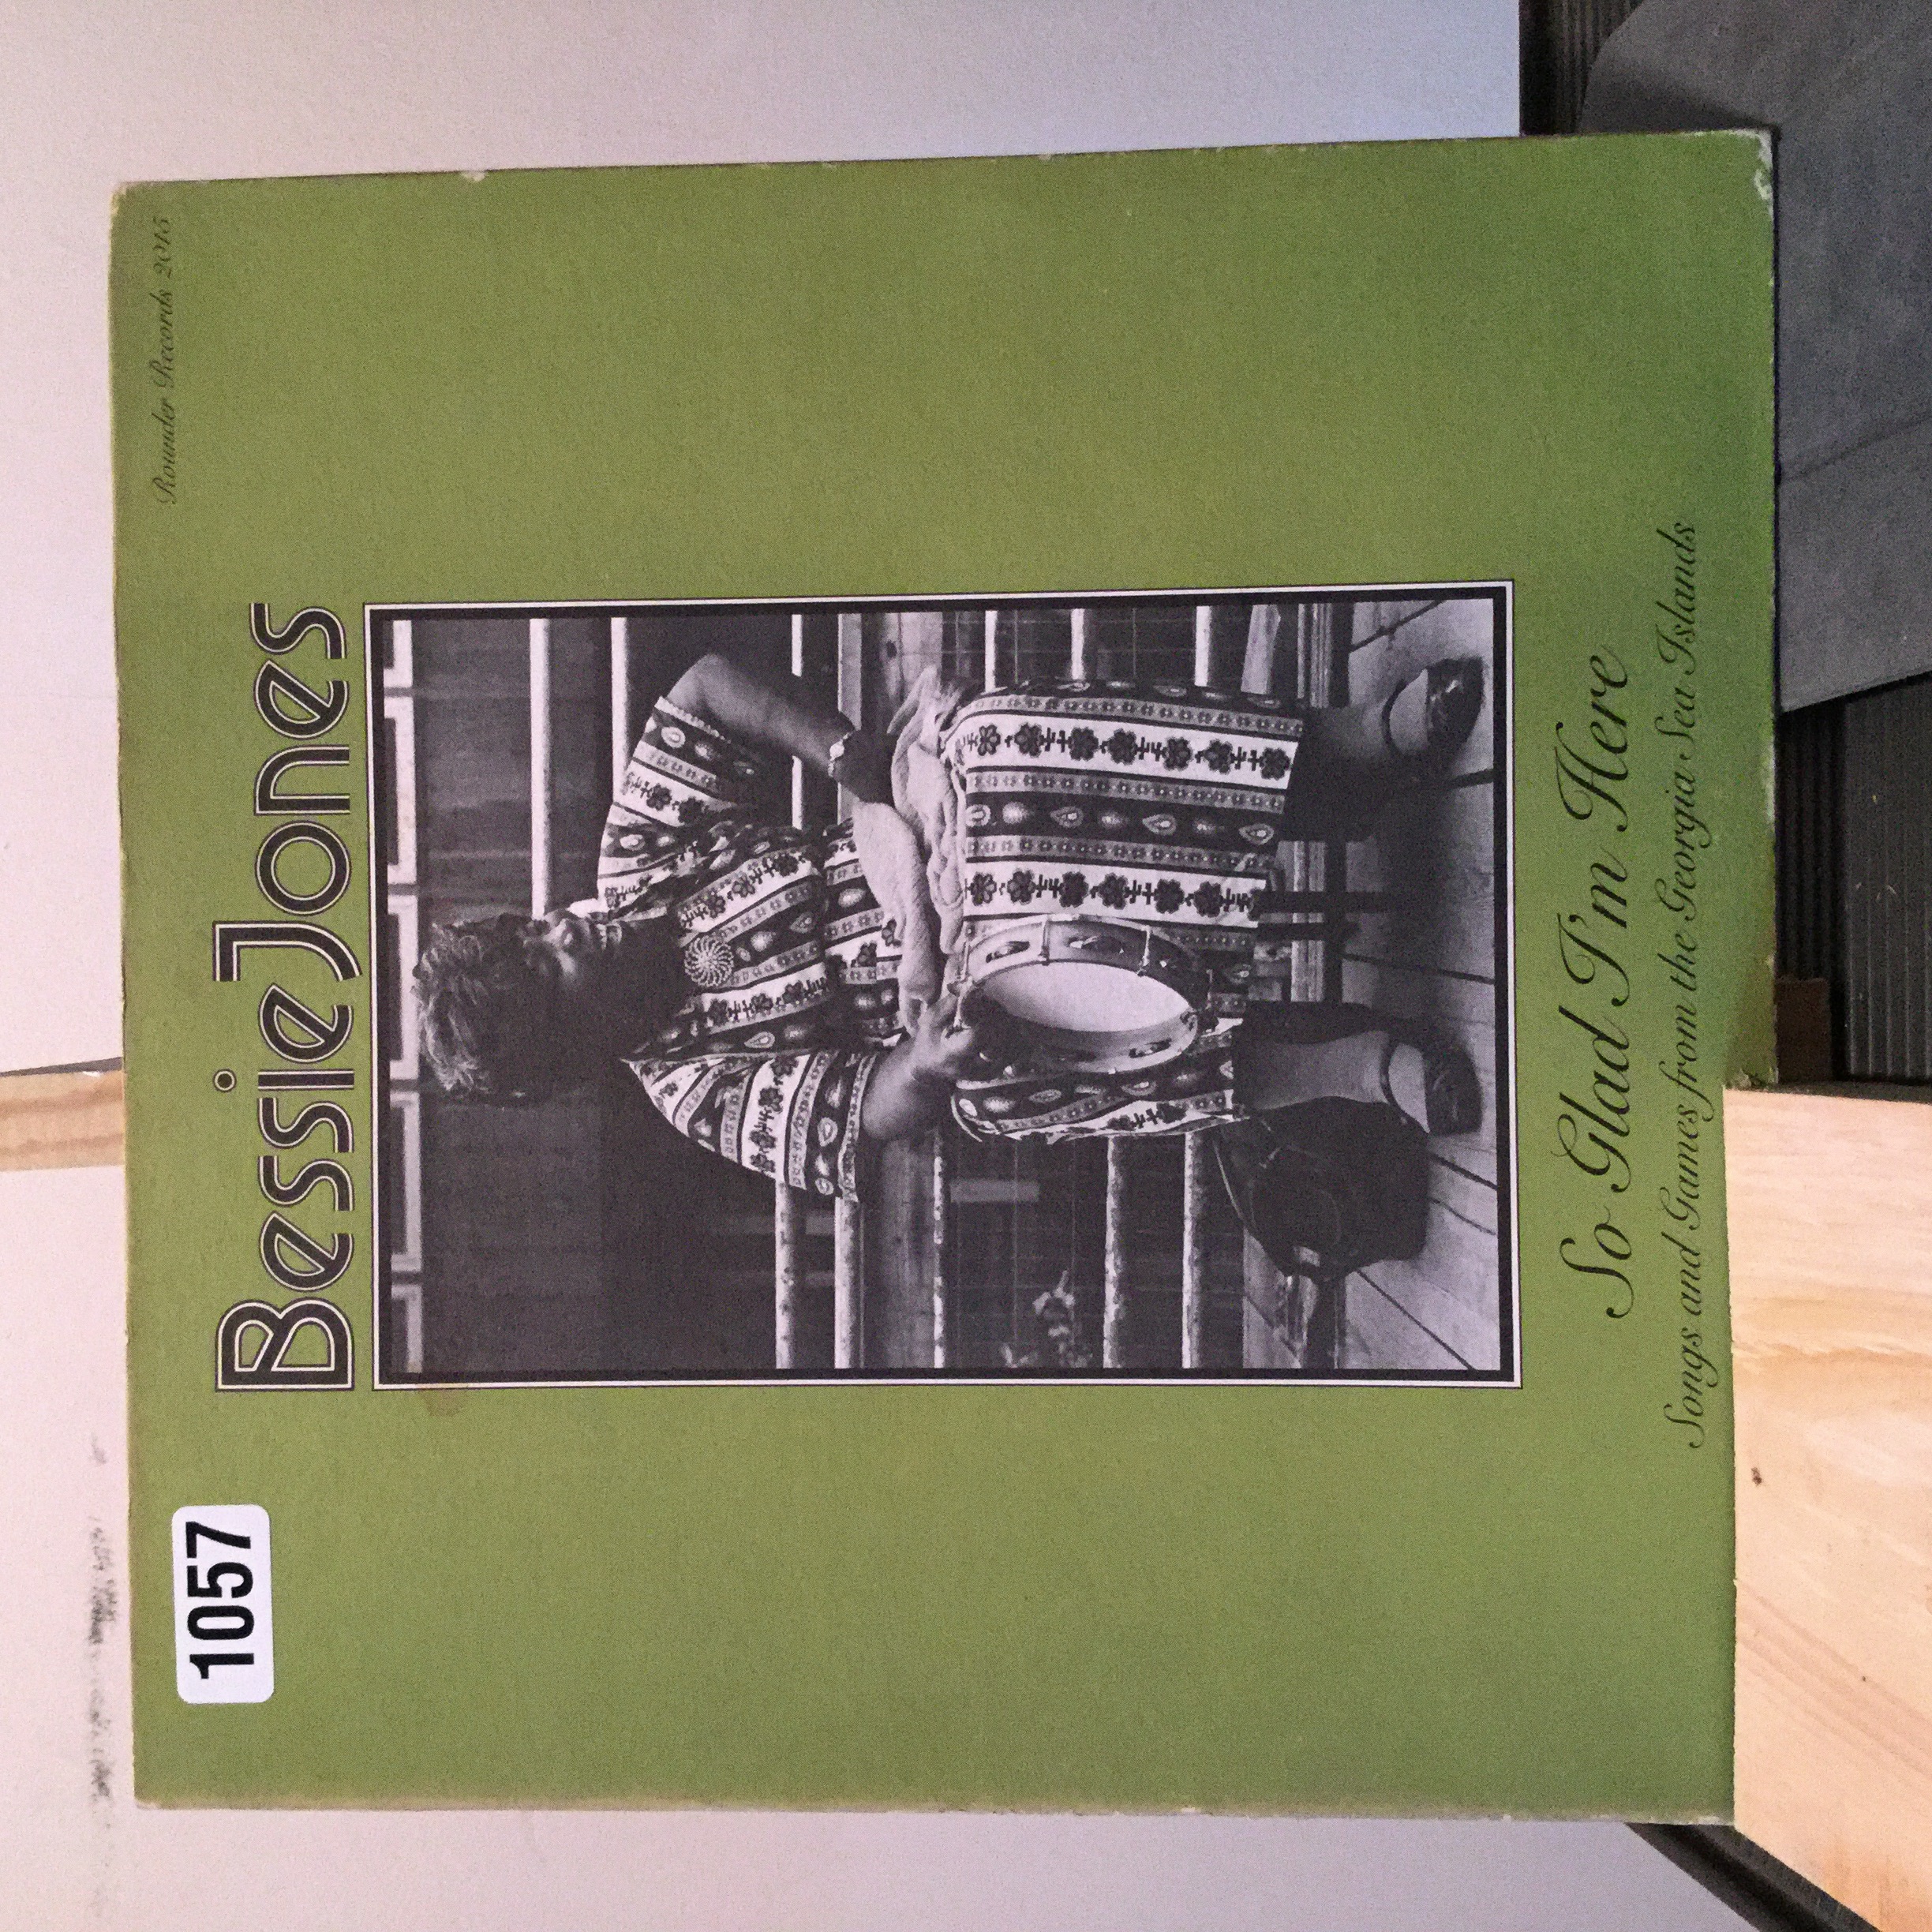 Rounder Records 2015
1057
Bessie Jones
So Glad I'm Here
Songs and Games from the Georgia Sea Islands